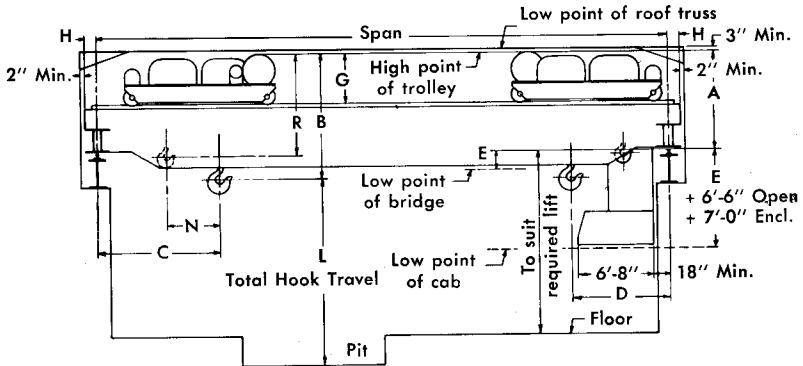 Low point of roof truss
H
Span
H
3" Min.
2" Min.
High point
of trolley
2" Min.
G
A
R
B
E
Low point
of bridge
E
+ 6'-6" Open
+ 7'-0" Encl.
N
C
L
Total Hook Travel
Low point
of cab
To suit
required lift
6'-8"
18" Min.
D
Floor
Pit